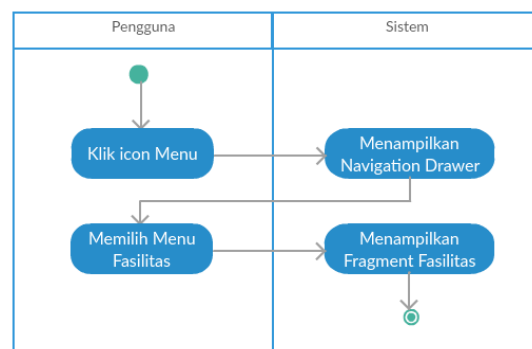 Pengguna
Sistem
Klik icon Menu
Menampilkan
Navigation Drawer
Memilih Menu
Fasilitas
Menampilkan
Fragment Fasilitas